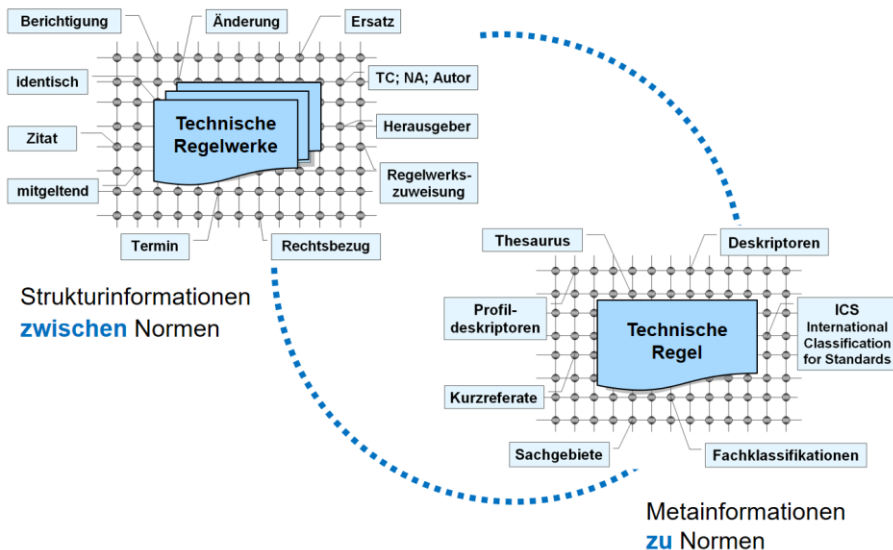 Berichtigung
Änderung
Ersatz
identisch
TC; NA; Autor
Technische
Regelwerke
Herausgeber
Zitat
Regelwerks-
zuweisung
mitgeltend
Termin
Rechtsbezug
Strukturinformationen
zwischen Normen
Thesaurus
Deskriptoren
Profil-
deskriptoren
Technische
Regel
ICS
International
Classification
for Standards
Kurzreferate
Sachgebiete
Fachklassifikationen
Metainformationen
zu Normen